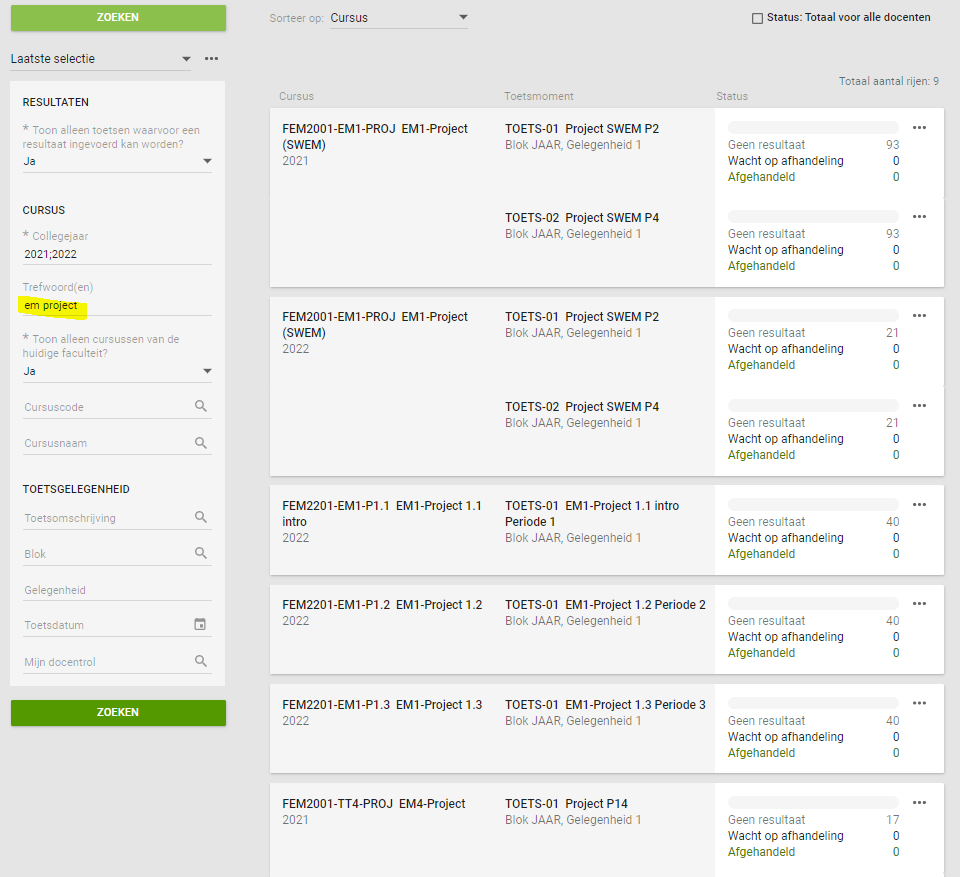 ZOEKEN
Laatste selectie
RESULTATEN
* Toon alleen toetsen waarvoor een
resultaat ingevoerd kan worden?
Ja
CURSUS
* Collegejaar
2021;2022
Trefwoord(en)
em project
* Toon alleen cursussen van de
huidige faculteit?
Ja
Cursuscode
Cursusnaam
TOETSGELEGENHEID
Toetsomschrijving
Blok
Gelegenheid
Toetsdatum
Mijn docentrol
ZOEKEN
Sorteer op: Cursus
Status: Totaal voor alle docenten
Totaal aantal rijen: 9
Cursus Toetsmoment Status
FEM2001-EM1-PROJ EM1-Project
(SWEM)
2021
TOETS-01 Project SWEM P2
Blok JAAR, Gelegenheid 1
Geen resultaat 93
Wacht op afhandeling 0
Afgehandeld 0
TOETS-02 Project SWEM P4
Blok JAAR, Gelegenheid 1
Geen resultaat 93
Wacht op afhandeling 0
Afgehandeld 0
FEM2001-EM1-PROJ EM1-Project
(SWEM)
2022
TOETS-01 Project SWEM P2
Blok JAAR, Gelegenheid 1
Geen resultaat 21
Wacht op afhandeling 0
Afgehandeld 0
TOETS-02 Project SWEM P4
Blok JAAR, Gelegenheid 1
Geen resultaat 21
Wacht op afhandeling 0
Afgehandeld 0
FEM2201-EM1-P1.1 EM1-Project 1.1
intro
2022
TOETS-01 EM1-Project 1.1 intro
Periode 1
Blok JAAR, Gelegenheid 1
Geen resultaat 40
Wacht op afhandeling 0
Afgehandeld 0
FEM2201-EM1-P1.2 EM1-Project 1.2
2022
TOETS-01 EM1-Project 1.2 Periode 2
Blok JAAR, Gelegenheid 1
Geen resultaat 40
Wacht op afhandeling 0
Afgehandeld 0
FEM2201-EM1-P1.3 EM1-Project 1.3
2022
TOETS-01 EM1-Project 1.3 Periode 3
Blok JAAR, Gelegenheid 1
Geen resultaat 40
Wacht op afhandeling 0
Afgehandeld 0
FEM2001-TT4-PROJ EM4-Project
2021
TOETS-01 Project P14
Blok JAAR, Gelegenheid 1
Geen resultaat 17
Wacht op afhandeling 0
Afgehandeld 0